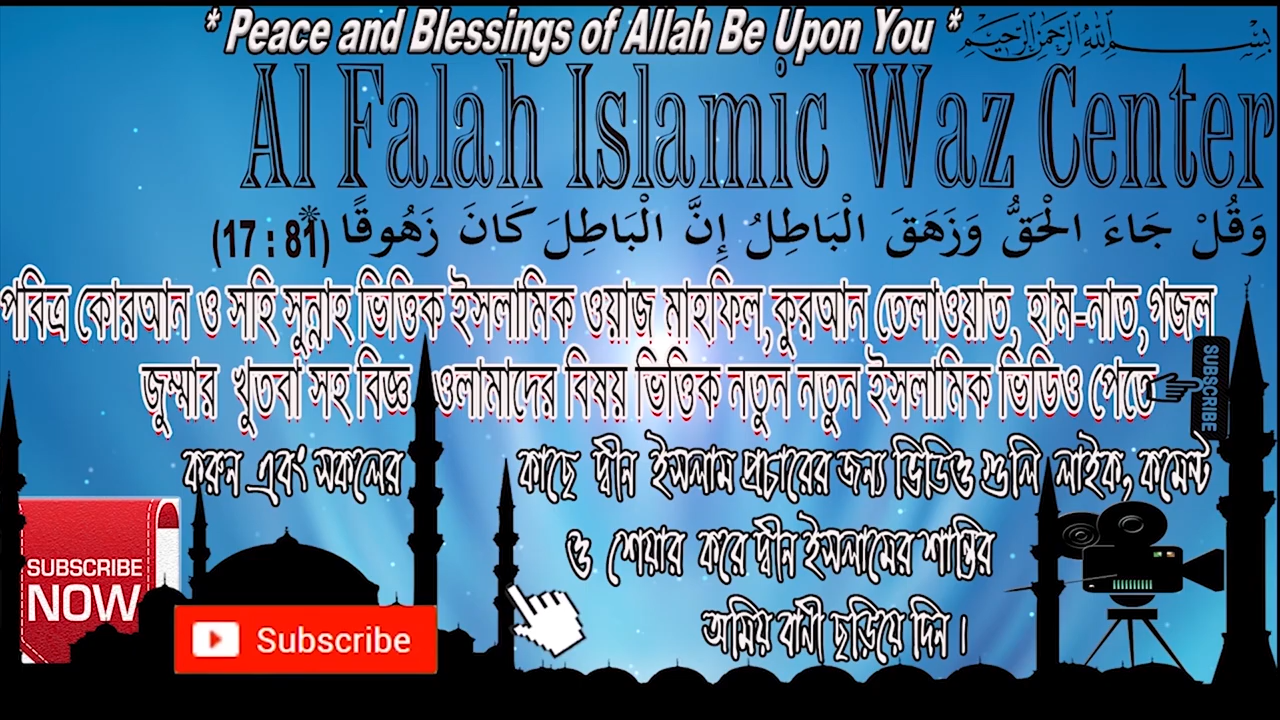 * Peace and Blessings of Allah Be Upon You *
بِسْمِ اللهِ الرَّحْمٰنِ الرَّحِيْمِ
Al Falah Islamic Waz Center
وَقُلْ جَاءَ الْحَقُّ وَزَهَقَ الْبَاطِلُ إِنَّ الْبَاطِلَ كَانَ زَهُوقًا (17 : 81)
পবিত্র কোরআন ও সহি সুন্নাহ ভিত্তিক ইসলামিক ওয়াজ মাহফিল,কুরআন তেলাওয়াত, হাম-নাত,গজল
জুম্মার খুতবা সহ বিজ্ঞ ওলামাদের বিষয় ভিত্তিক নতুন নতুন ইসলামিক ভিডিও পেতে
SUBSCRIBE
করুন এবং সকলের কাছে দ্বীন ইসলাম প্রচারের জন্য ভিডিও গুলি লাইক, কমেন্ট
ও শেয়ার করে দ্বীন ইসলামের শান্তির
অমিয় বানী ছড়িয়ে দিন।
SUBSCRIBE
NOW
Subscribe